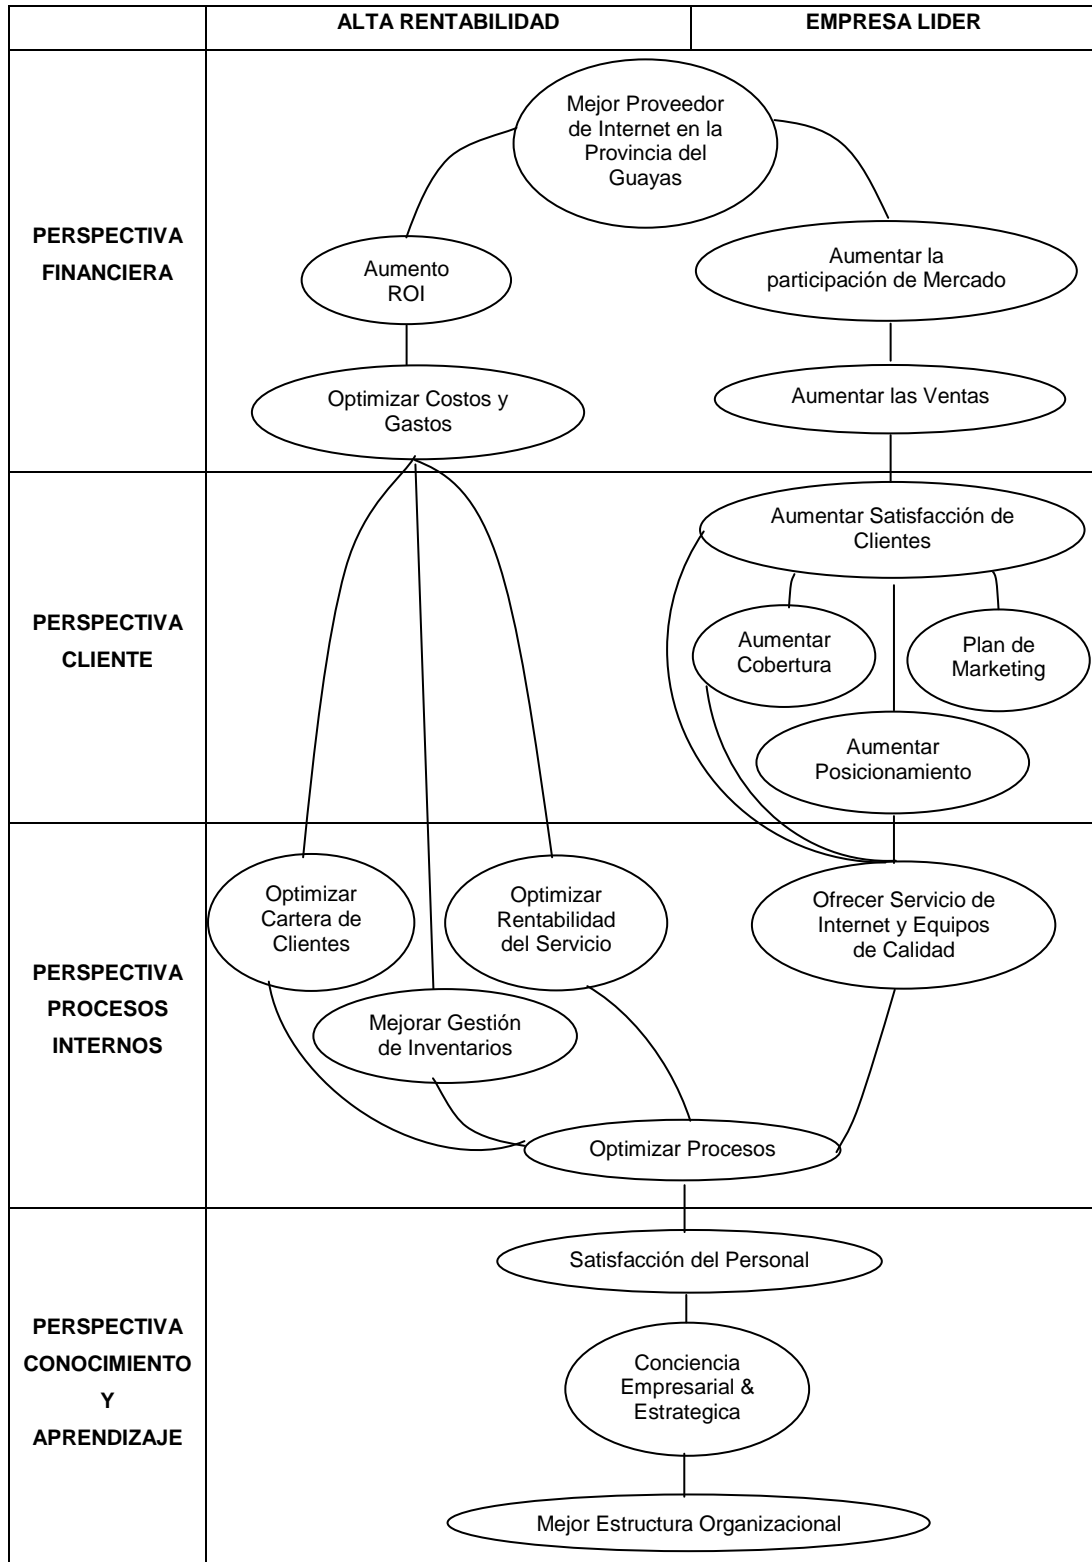 ALTA RENTABILIDAD
EMPRESA LIDER
PERSPECTIVA
FINANCIERA
Mejor Proveedor
de Internet en la
Provincia del
Guayas
Aumento
ROI
Aumentar la
participación de Mercado
Optimizar Costos y
Gastos
Aumentar las Ventas
PERSPECTIVA
CLIENTE
Aumentar Satisfacción de
Clientes
Aumentar
Cobertura
Plan de
Marketing
Aumentar
Posicionamiento
PERSPECTIVA
PROCESOS
INTERNOS
Optimizar
Cartera de
Clientes
Optimizar
Rentabilidad
del Servicio
Ofrecer Servicio de
Internet y Equipos
de Calidad
Mejorar Gestión
de Inventarios
Optimizar Procesos
PERSPECTIVA
CONOCIMIENTO
Y
APRENDIZAJE
Satisfacción del Personal
Conciencia
Empresarial &
Estrategica
Mejor Estructura Organizacional